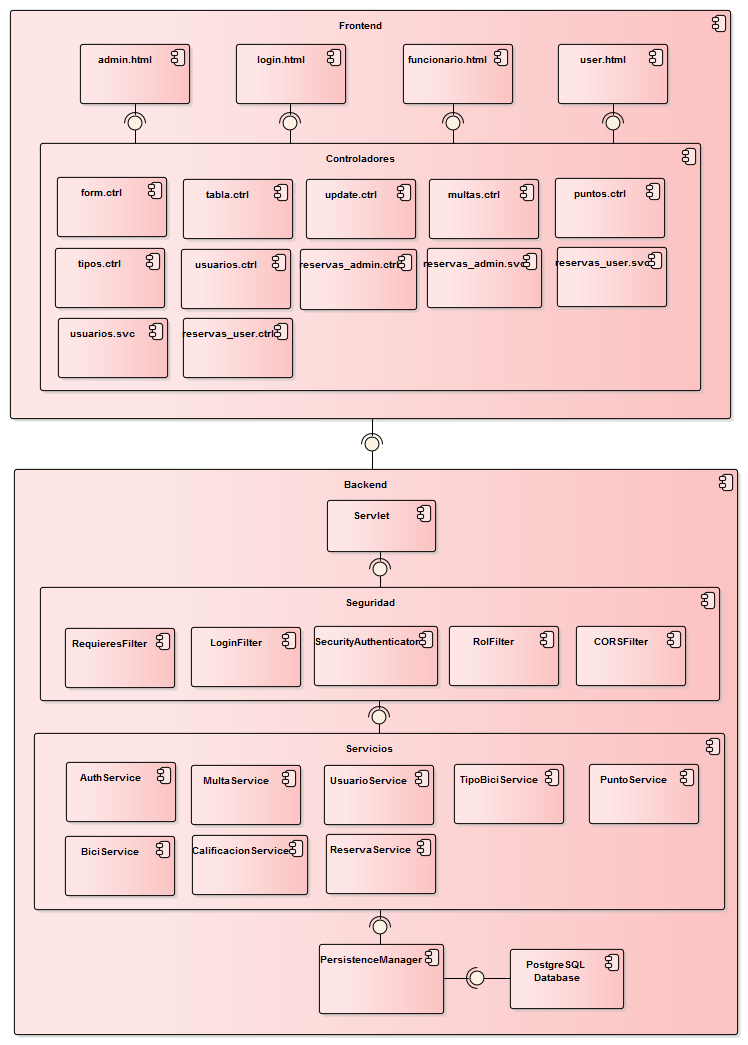 Frontend
admin.html
login.html
funcionario.html
user.html
Controladores
form.ctrl
tabla.ctrl
update.ctrl
multas.ctrl
puntos.ctrl
tipos.ctrl
usuarios.ctrl
reservas_admin.ctrl
reservas_admin.svc
reservas_user.svc
usuarios.svc
reservas_user.ctrl
Backend
Servlet
Seguridad
RequieresFilter
LoginFilter
SecurityAuthenticator
RolFilter
CORSFilter
Servicios
AuthService
MultaService
UsuarioService
TipoBiciService
PuntoService
BiciService
CalificacionService
ReservaService
PersistenceManager
PostgreSQL
Database